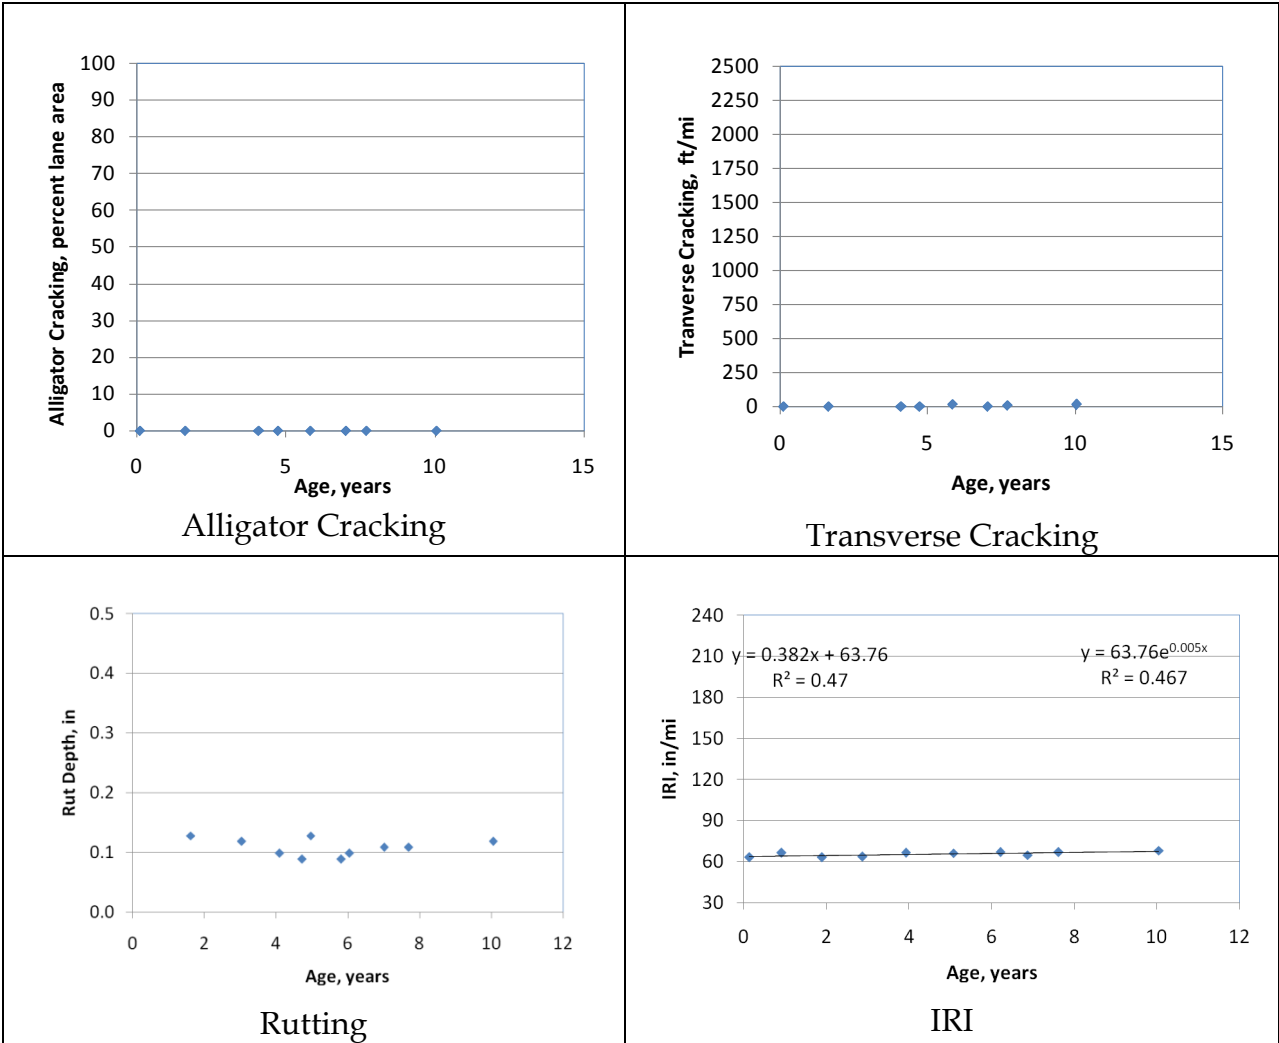 Alligator Cracking, percent lane area
100
90
80
70
60
50
40
30
20
10
0
0 5 10 15
Age, years
Alligator Cracking
Tranverse Cracking, ft/mi
2500
2250
2000
1750
1500
1250
1000
750
500
250
0
0 5 10 15
Age, years
Transverse Cracking
Rut Depth, in
0.5
0.4
0.3
0.2
0.1
0.0
0 2 4 6 8 10 12
Age, years
Rutting
IRI, in/mi
240
210
180
150
120
90
60
30
y = 0.382x + 63.76
R² = 0.47
y = 63.76e^0.005x
R² = 0.467
0 2 4 6 8 10 12
Age, years
IRI